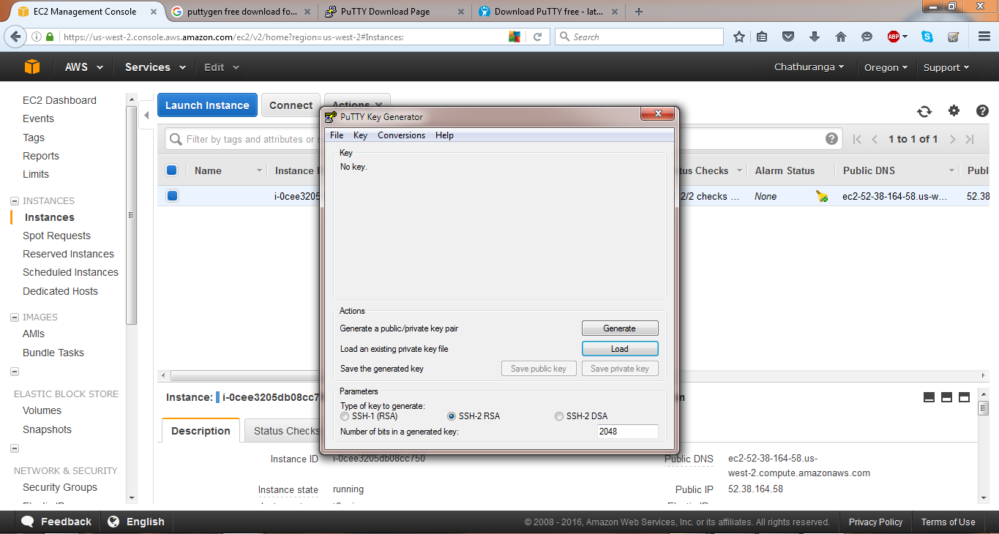 EC2 Management Console
puttygen free download fo...
PuTTY Download Page
Download PuTTY free - lat...
https://us-west-2.console.aws.amazon.com/ec2/v2/home?region=us-west-2#Instances:
Search
ABP
AWS Services Edit Chathuranga Oregon Support
EC2 Dashboard
Events
Tags
Reports
Limits
INSTANCES
Instances
Spot Requests
Reserved Instances
Scheduled Instances
Dedicated Hosts
IMAGES
AMIs
Bundle Tasks
ELASTIC BLOCK STORE
Volumes
Snapshots
NETWORK & SECURITY
Security Groups
Launch Instance Connect Actions
Filter by tags and attributes or
1 to 1 of 1
Name Instance tus Checks Alarm Status Public DNS Publ
i-0cee3205 2/2 checks ... None ec2-52-38-164-58.us-w... 52.38
PuTTY Key Generator
File Key Conversions Help
Key
No key.
Actions
Generate a public/private key pair Generate
Load an existing private key file Load
Save the generated key Save public key Save private key
Parameters
Type of key to generate:
SSH-1 (RSA) SSH-2 RSA SSH-2 DSA
Number of bits in a generated key: 2048
Instance: i-0cee3205db08cc7 m
Description Status Checks
Instance ID i-0cee3205db08cc750
Instance state running
Public DNS ec2-52-38-164-58.us-
west-2.compute.amazonaws.com
Public IP 52.38.164.58
Feedback English
© 2008 - 2016, Amazon Web Services, Inc. or its affiliates. All rights reserved. Privacy Policy Terms of Use